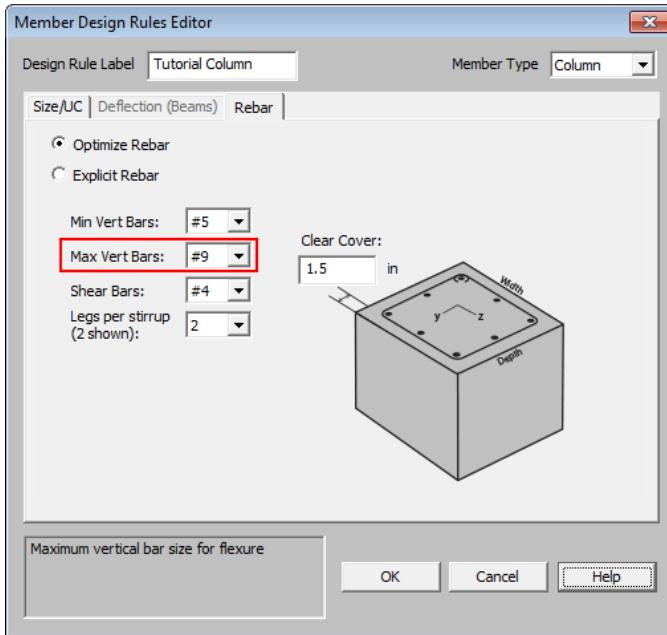 Member Design Rules Editor
Design Rule Label Tutorial Column Member Type Column
Size/UC Deflection (Beams) Rebar
Optimize Rebar
Explicit Rebar
Min Vert Bars: #5
Clear Cover:
Max Vert Bars: #9
1.5 in
Shear Bars: #4
Legs per stirrup
(2 shown): 2
Width
y z
Depth
Maximum vertical bar size for flexure
OK Cancel Help